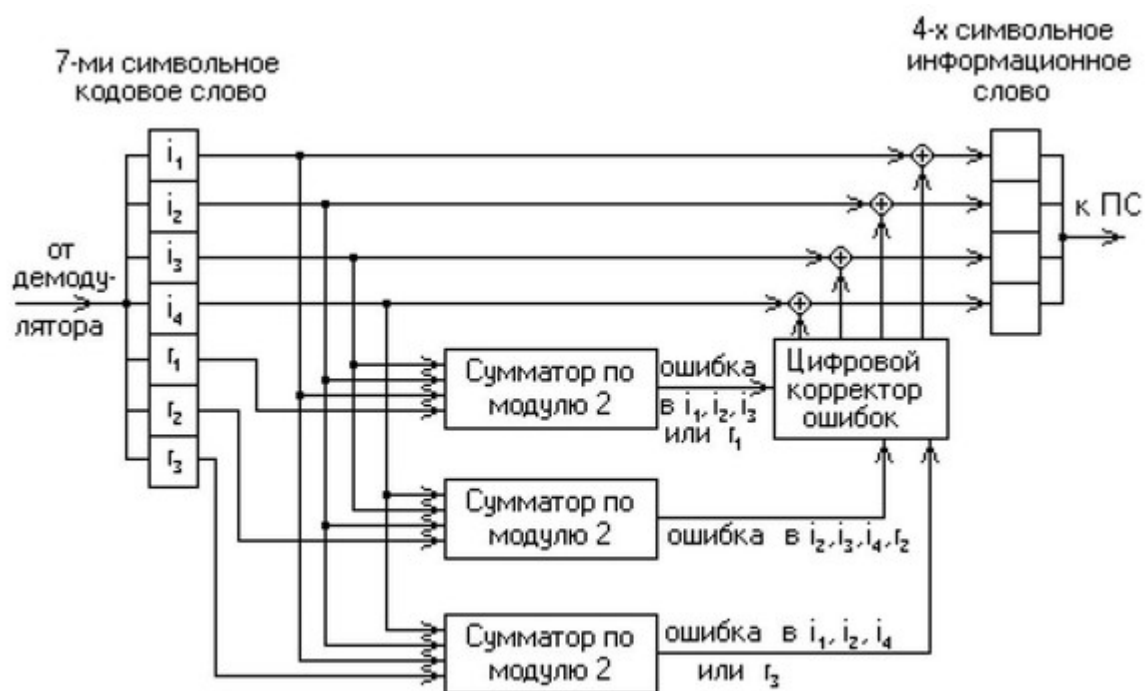 7-ми символьное
кодовое слово
4-х символьное
информационное
слово
i₁
i₂
i₃
i₄
r₁
r₂
r₃
от
демоду-
лятора
к ПС
Сумматор по
модулю 2
ошибка
в i₁, i₂, i₃
или r₁
Цифровой
корректор
ошибок
Сумматор по
модулю 2
ошибка в i₂, i₃, i₄, r₂
Сумматор по
модулю 2
ошибка в i₁, i₂, i₄
или r₃